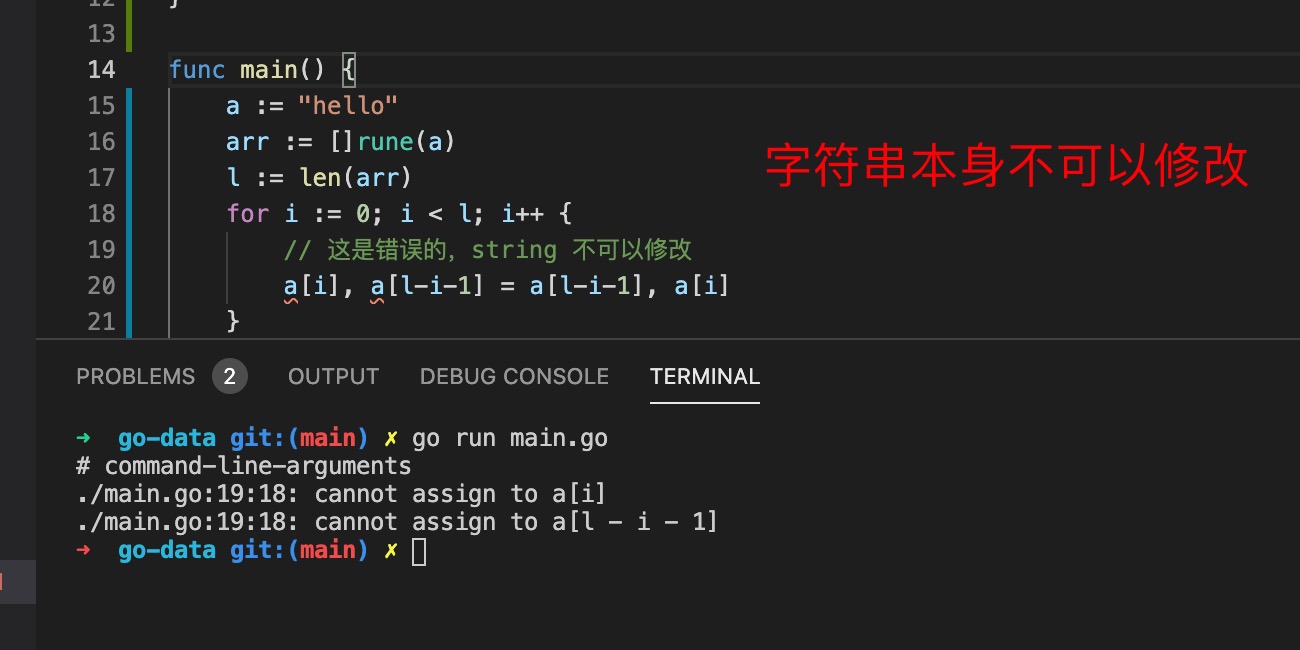 12 }
13
14 func main() {
15 a := "hello"
16 arr := []rune(a)
17 l := len(arr)
字符串本身不可以修改
18 for i := 0; i < l; i++ {
19 // 这是错误的，string 不可以修改
20 a[i], a[l-i-1] = a[l-i-1], a[i]
21 }
PROBLEMS 2 OUTPUT DEBUG CONSOLE TERMINAL
➜ go-data git:(main) ✗ go run main.go
# command-line-arguments
./main.go:19:18: cannot assign to a[i]
./main.go:19:18: cannot assign to a[l - i - 1]
➜ go-data git:(main) ✗